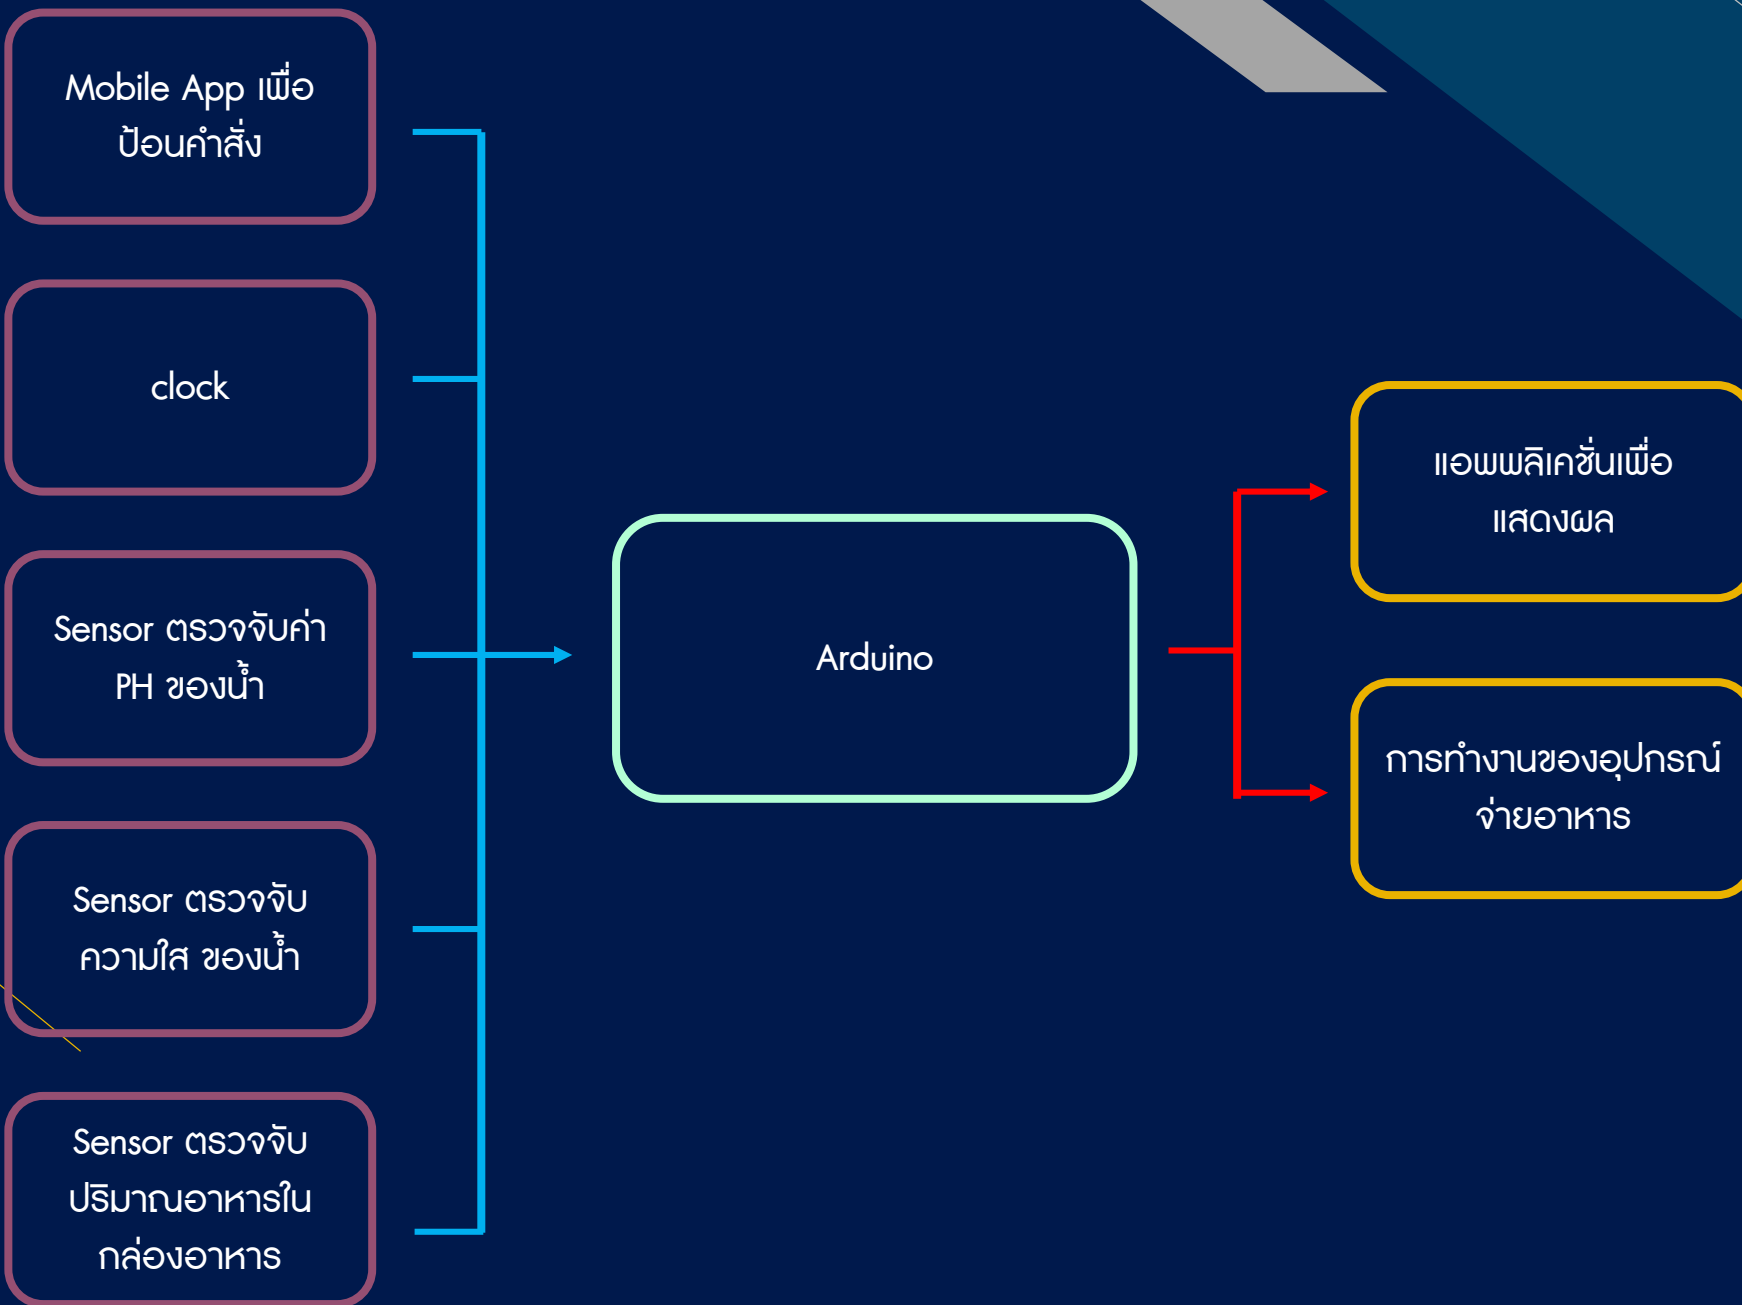 Mobile App เพื่อ
ป้อนคำสั่ง
clock
Sensor ตรวจจับค่า
PH ของน้ำ
Sensor ตรวจจับ
ความใส ของน้ำ
Sensor ตรวจจับ
ปริมาณอาหารใน
กล่องอาหาร
Arduino
แอพพลิเคชั่นเพื่อ
แสดงผล
การทำงานของอุปกรณ์
จ่ายอาหาร